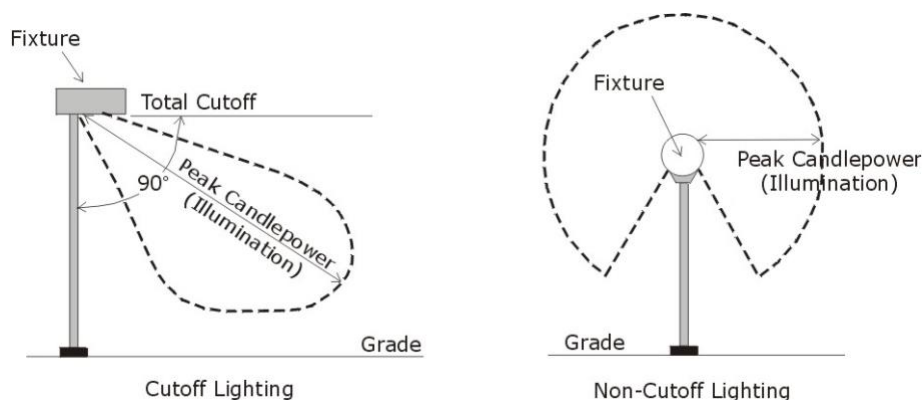 Fixture
Total Cutoff
90°
Peak Candlepower
(Illumination)
Grade
Cutoff Lighting
Fixture
Peak Candlepower
(Illumination)
Grade
Non-Cutoff Lighting